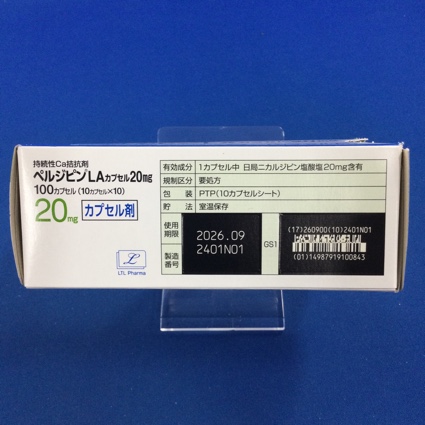 持続性Ca拮抗剤
ペルジピンLAカプセル20mg
100カプセル(10カプセル×10)
20mg カプセル剤
L
LTL Pharma
有効成分 1カプセル中 日局ニカルジピン塩酸塩20mg含有
規制区分 要処方
包装 PTP(10カプセルシート)
貯法 室温保存
使用期限 2026.09
製造番号 2401N01
GS1
(17)260900(10)2401N01
(01)14987919100843